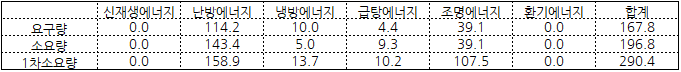 신재생에너지 난방에너지 냉방에너지 급탕에너지 조명에너지 환기에너지 합계
요구량 0.0 114.2 10.0 4.4 39.1 0.0 167.8
소요량 0.0 143.4 5.0 9.3 39.1 0.0 196.8
1차소요량 0.0 158.9 13.7 10.2 107.5 0.0 290.4